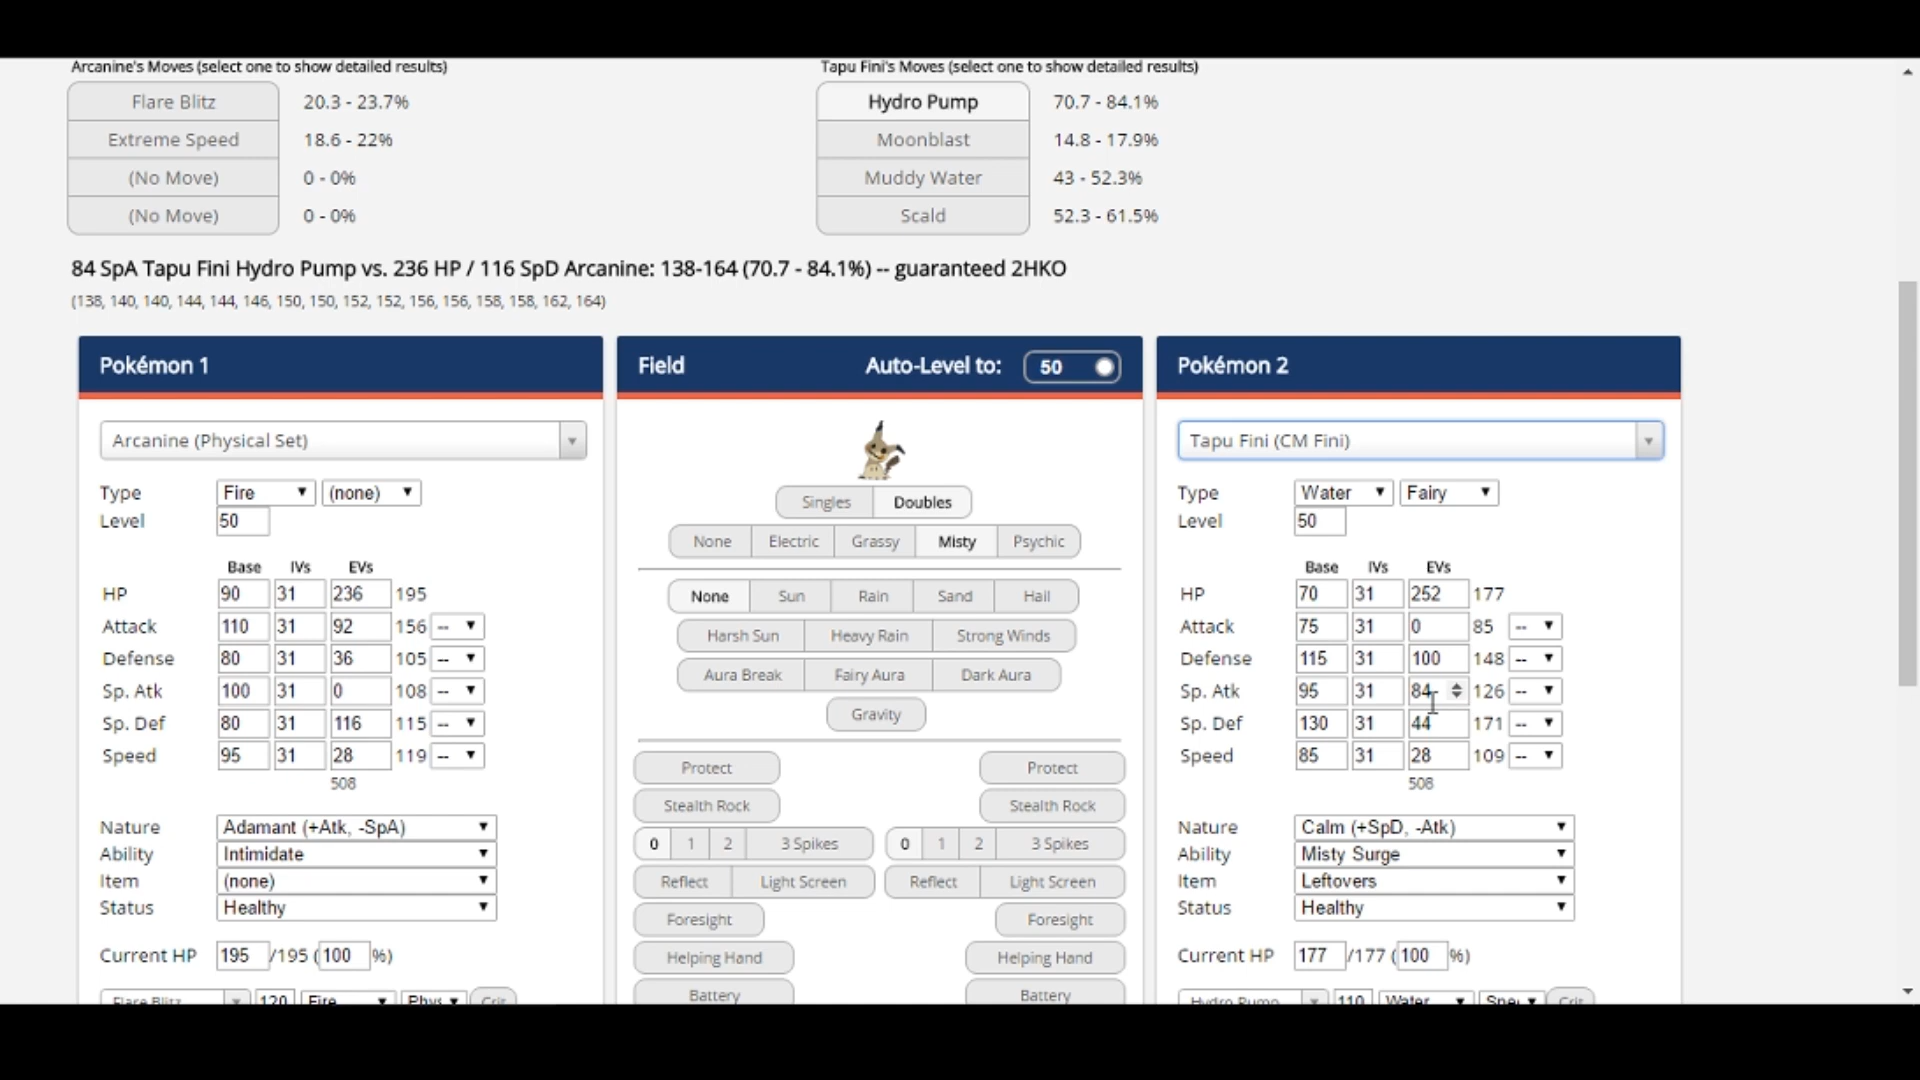 Arcanine's Moves (select one to show detailed results)
Tapu Fini's Moves (select one to show detailed results)
Flare Blitz 20.3 - 23.7%
Hydro Pump 70.7 - 84.1%
Extreme Speed 18.6 - 22%
Moonblast 14.8 - 17.9%
(No Move) 0 - 0%
Muddy Water 43 - 52.3%
(No Move) 0 - 0%
Scald 52.3 - 61.5%
84 SpA Tapu Fini Hydro Pump vs. 236 HP / 116 SpD Arcanine: 138-164 (70.7 - 84.1%) -- guaranteed 2HKO
(138, 140, 140, 144, 144, 146, 150, 150, 152, 152, 156, 156, 158, 158, 162, 164)
Pokémon 1
Arcanine (Physical Set)
Type Fire (none)
Level 50
Base IVs EVs
HP 90 31 236 195
Attack 110 31 92 156 --
Defense 80 31 36 105 --
Sp. Atk 100 31 0 108 --
Sp. Def 80 31 116 115 --
Speed 95 31 28 119 --
508
Nature Adamant (+Atk, -SpA)
Ability Intimidate
Item (none)
Status Healthy
Current HP 195 /195 (100 %)
Flare Blitz 120 Fire Phys Crit
Field Auto-Level to: 50
Singles Doubles
None Electric Grassy Misty Psychic
None Sun Rain Sand Hail
Harsh Sun Heavy Rain Strong Winds
Aura Break Fairy Aura Dark Aura
Gravity
Protect Protect
Stealth Rock Stealth Rock
0 1 2 3 Spikes 0 1 2 3 Spikes
Reflect Light Screen Reflect Light Screen
Foresight Foresight
Helping Hand Helping Hand
Battery Battery
Pokémon 2
Tapu Fini (CM Fini)
Type Water Fairy
Level 50
Base IVs EVs
HP 70 31 252 177
Attack 75 31 0 85 --
Defense 115 31 100 148 --
Sp. Atk 95 31 84 126 --
Sp. Def 130 31 44 171 --
Speed 85 31 28 109 --
508
Nature Calm (+SpD, -Atk)
Ability Misty Surge
Item Leftovers
Status Healthy
Current HP 177 /177 (100 %)
Hydro Pump 110 Water Spe Crit